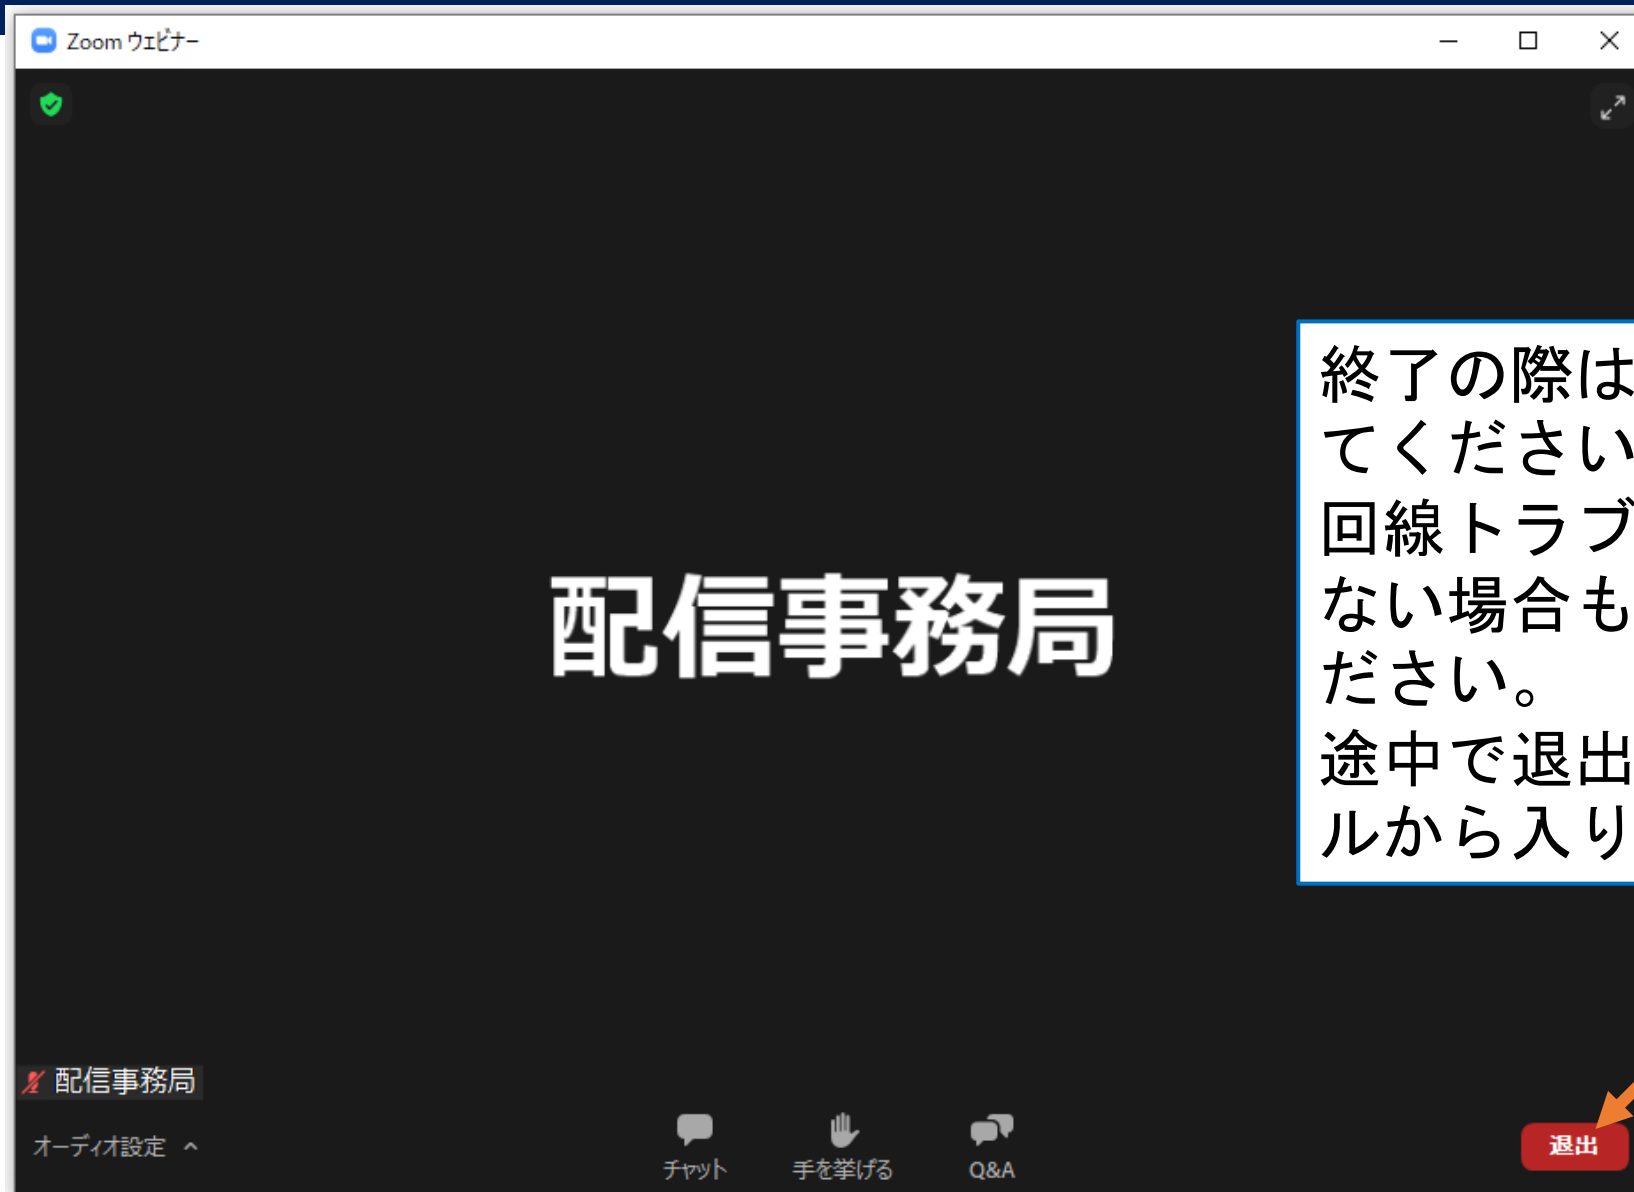 Zoom ウェビナー
配信事務局
終了の際は
てください
回線トラブ
ない場合も
ださい。
途中で退出
ルから入り
配信事務局
オーディオ設定
チャット
手を挙げる
Q&A
退出